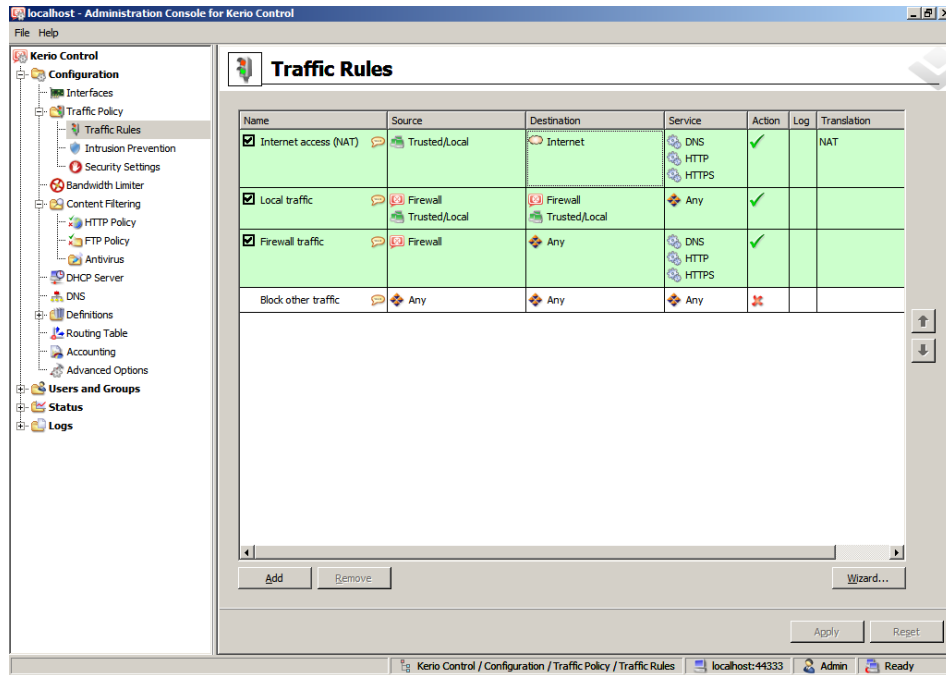 localhost - Administration Console for Kerio Control
File Help
Kerio Control
Configuration
Interfaces
Traffic Policy
Traffic Rules
Intrusion Prevention
Security Settings
Bandwidth Limiter
Content Filtering
HTTP Policy
FTP Policy
Antivirus
DHCP Server
DNS
Definitions
Routing Table
Accounting
Advanced Options
Users and Groups
Status
Logs
Traffic Rules
Name Source Destination Service Action Log Translation
Internet access (NAT) Trusted/Local Internet DNS NAT
HTTP
HTTPS
Local traffic Firewall Firewall Any
Trusted/Local Trusted/Local
Firewall traffic Firewall Any DNS
HTTP
HTTPS
Block other traffic Any Any Any
Add Remove Wizard...
Apply Reset
Kerio Control / Configuration / Traffic Policy / Traffic Rules localhost:44333 Admin Ready